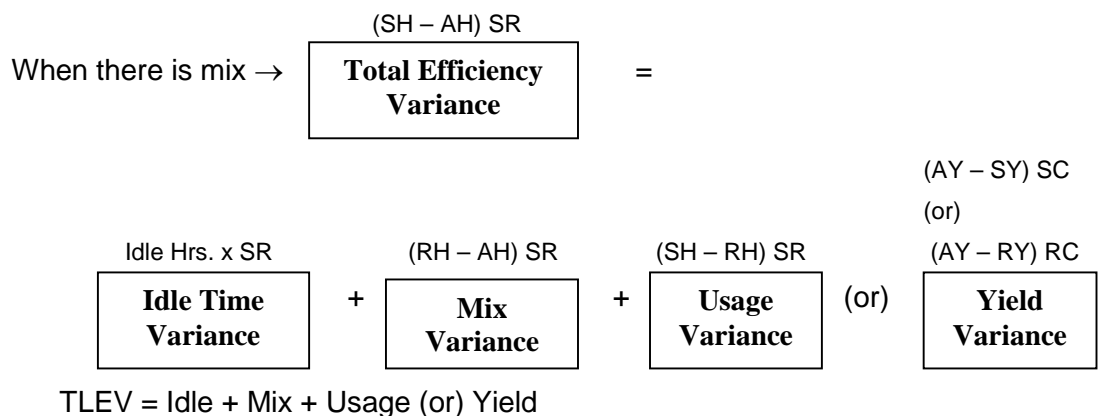 (SH – AH) SR
When there is mix → Total Efficiency Variance =
(AY – SY) SC
(or)
Idle Hrs. x SR (RH – AH) SR (SH – RH) SR (AY – RY) RC
Idle Time Variance + Mix Variance + Usage Variance (or) Yield Variance
TLEV = Idle + Mix + Usage (or) Yield